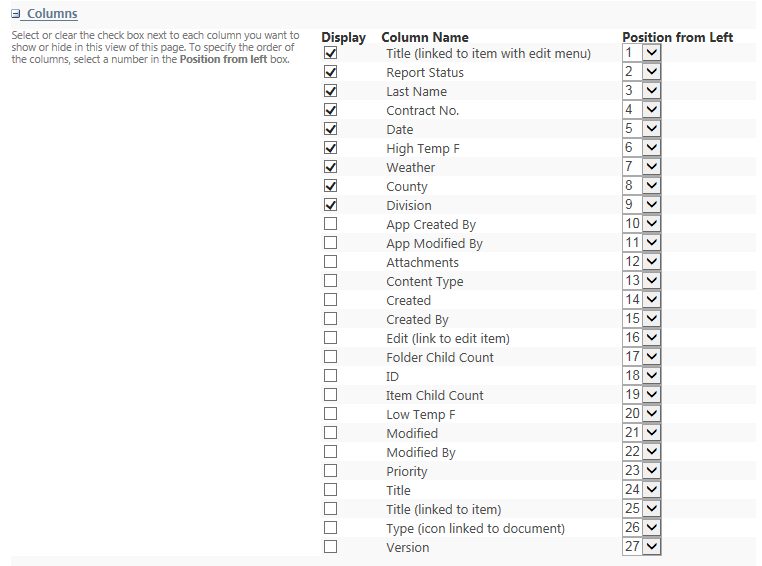 Columns
Select or clear the check box next to each column you want to
show or hide in this view of this page. To specify the order of
the columns, select a number in the Position from left box.
Display Column Name Position from Left
Title (linked to item with edit menu) 1
Report Status 2
Last Name 3
Contract No. 4
Date 5
High Temp F 6
Weather 7
County 8
Division 9
App Created By 10
App Modified By 11
Attachments 12
Content Type 13
Created 14
Created By 15
Edit (link to edit item) 16
Folder Child Count 17
ID 18
Item Child Count 19
Low Temp F 20
Modified 21
Modified By 22
Priority 23
Title 24
Title (linked to item) 25
Type (icon linked to document) 26
Version 27